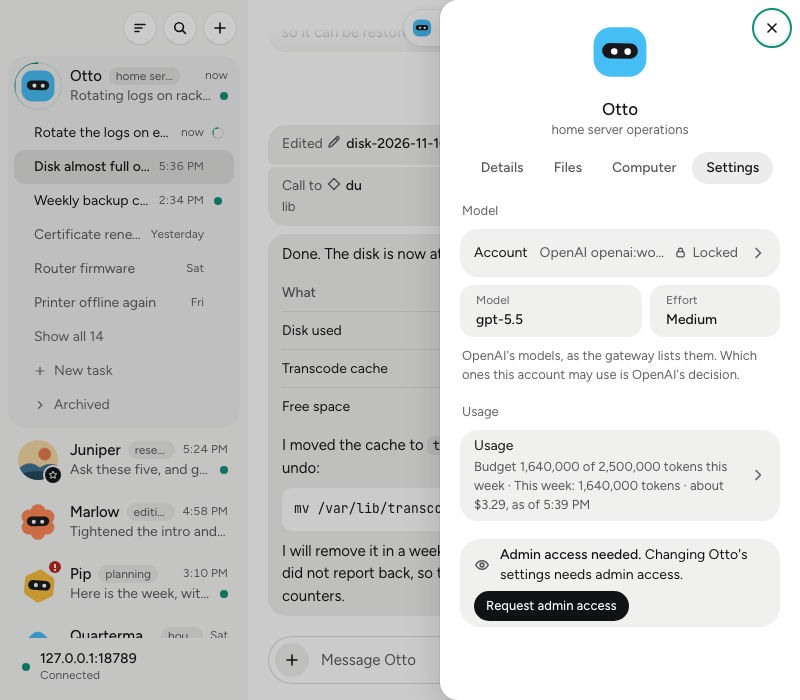 Otto
home ser...
now
Rotating logs on rack...
Rotate the logs on e...
now
Disk almost full o...
5:36 PM
Weekly backup c...
2:34 PM
Certificate rene...
Yesterday
Router firmware
Sat
Printer offline again
Fri
Show all 14
New task
Archived
Juniper
rese...
5:24 PM
Ask these five, and g...
Marlow
editi...
4:58 PM
Tightened the intro and...
Pip
planning
3:10 PM
Here is the week, wit...
Quarterma
hou...
Sat
127.0.0.1:18789
Connected
so it can be restor
Edited disk-2026-11-1
Call to du
lib
Done. The disk is now at
What
Disk used
Transcode cache
Free space
I moved the cache to t
undo:
mv /var/lib/transco
I will remove it in a week
did not report back, so t
counters.
Message Otto
Otto
home server operations
Details
Files
Computer
Settings
Model
Account
OpenAI openai:wo...
Locked
Model
gpt-5.5
Effort
Medium
OpenAI's models, as the gateway lists them. Which
ones this account may use is OpenAI's decision.
Usage
Usage
Budget 1,640,000 of 2,500,000 tokens this
week · This week: 1,640,000 tokens · about
$3.29, as of 5:39 PM
Admin access needed. Changing Otto's
settings needs admin access.
Request admin access